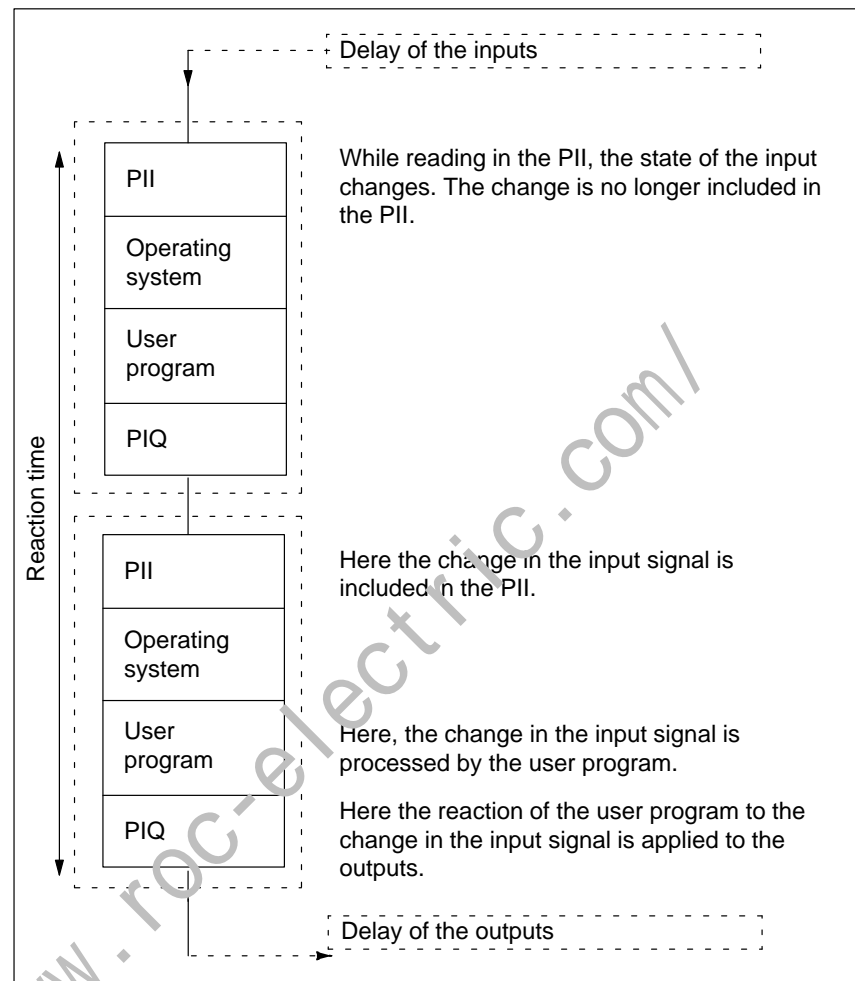 Delay of the inputs
PII
While reading in the PII, the state of the input
changes. The change is no longer included in
the PII.
Operating
system
User
program
PIQ
Reaction time
PII
Here the change in the input signal is
included in the PII.
Operating
system
User
program
Here, the change in the input signal is
processed by the user program.
PIQ
Here the reaction of the user program to the
change in the input signal is applied to the
outputs.
Delay of the outputs
w.roc-electric.com/